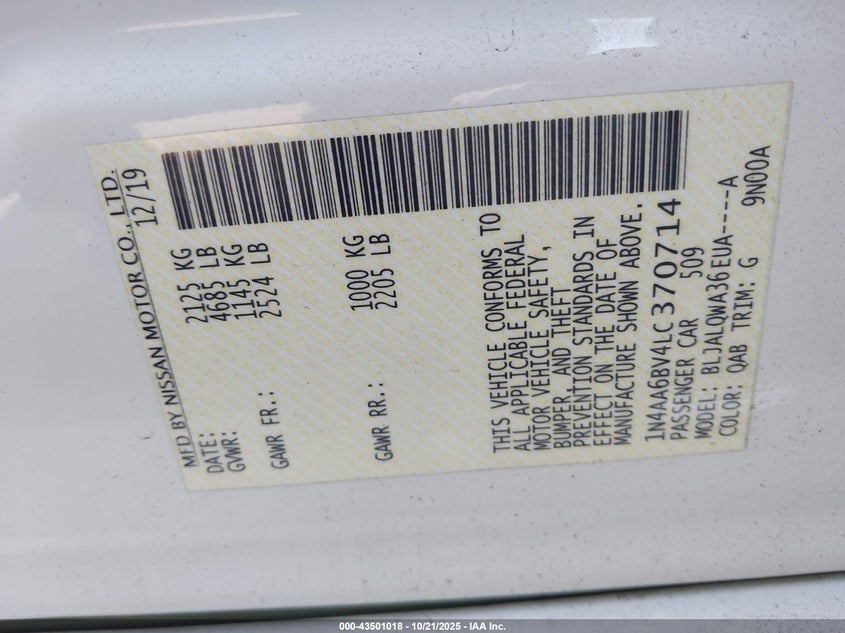 MFD BY NISSAN MOTOR CO., LTD.
DATE: 12/19
GVWR: 2125 KG
4685 LB
GAWR FR.: 1145 KG
2524 LB
GAWR RR.: 1000 KG
2205 LB
THIS VEHICLE CONFORMS TO
ALL APPLICABLE FEDERAL
MOTOR VEHICLE SAFETY,
BUMPER, AND THEFT
PREVENTION STANDARDS IN
EFFECT ON THE DATE OF
MANUFACTURE SHOWN ABOVE.
1N4AA6BV4LC370714
PASSENGER CAR 509
MODEL: BLJALQWA36EUA----A
COLOR: QAB TRIM: G 9N00A
000-43501018 - 10/21/2025 - IAA Inc.